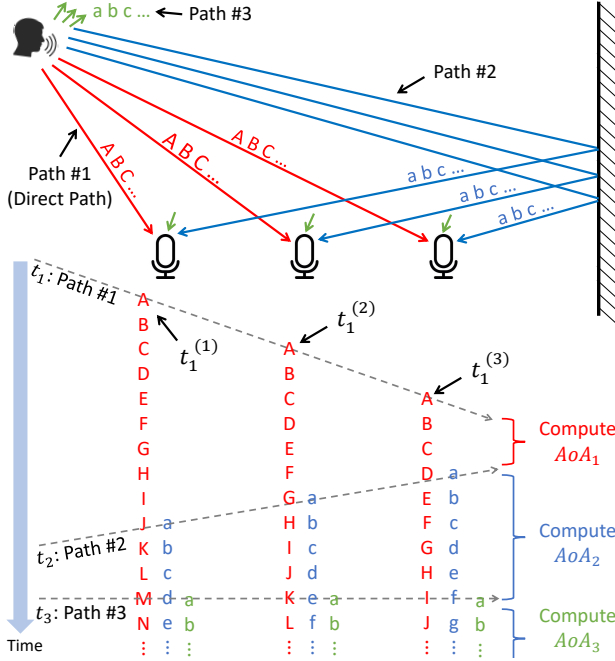 a b c ...
Path #3
Path #2
Path #1
(Direct Path)
A B C ...
A B C ...
A B C ...
a b c ...
a b c ...
a b c ...
t₁: Path #1
t₁⁽¹⁾
t₁⁽²⁾
t₁⁽³⁾
A
B
C
D
E
F
G
H
I
J
K
L
M
N
⋮
a
b
c
d
e
⋮
a
b
⋮
A
B
C
D
E
F
G
H
I
J
K
L
⋮
a
b
c
d
e
f
⋮
a
b
⋮
A
B
C
D
E
F
G
H
I
J
⋮
a
b
c
d
e
f
g
⋮
a
b
⋮
t₂: Path #2
t₃: Path #3
Time
Compute
AoA₁
Compute
AoA₂
Compute
AoA₃